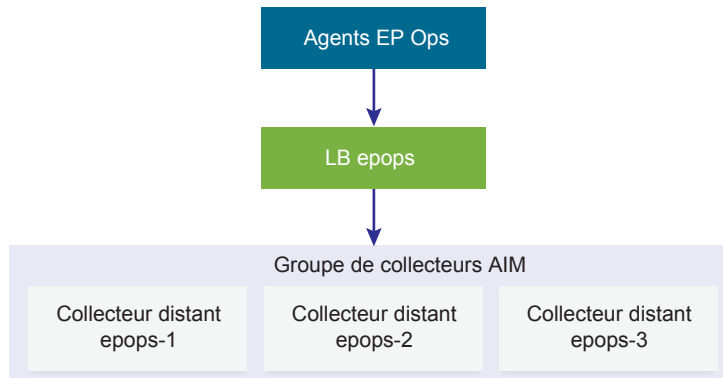 Agents EP Ops
LB epops
Groupe de collecteurs AIM
Collecteur distant
epops-1
Collecteur distant
epops-2
Collecteur distant
epops-3